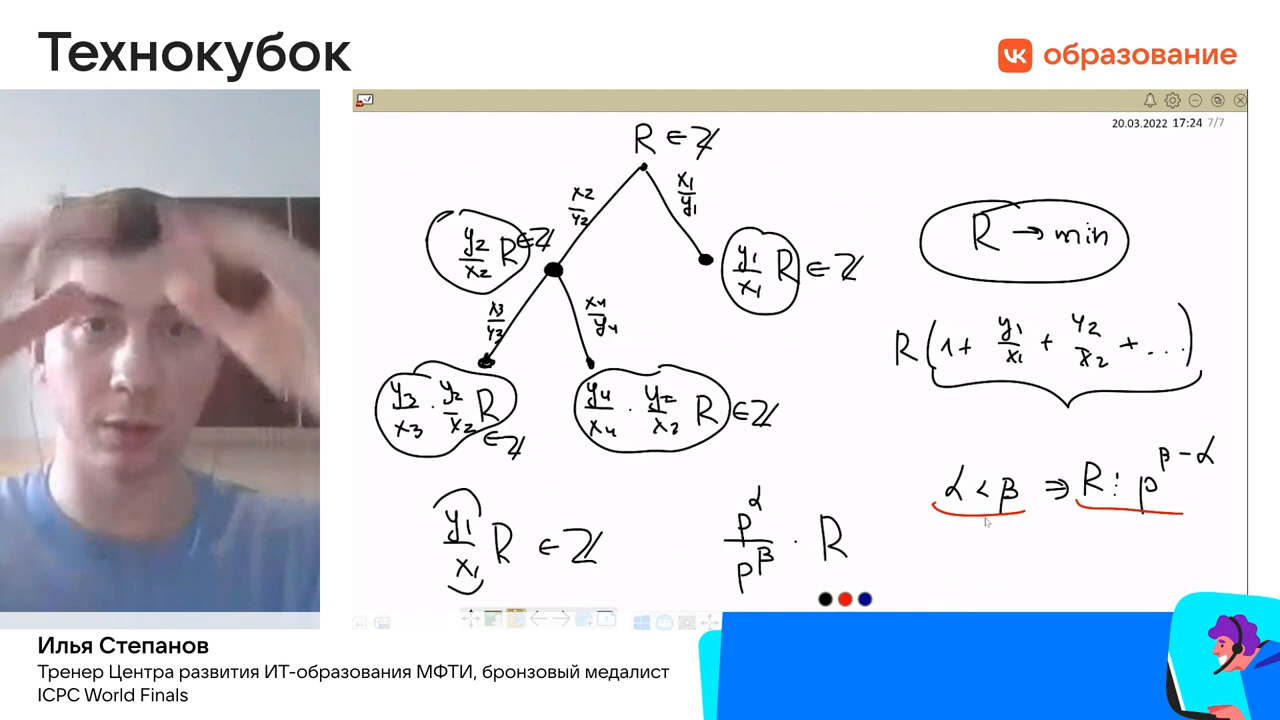 Технокубок
образование
20.03.2022 17:24 7/7
R ∈ ℤ
x2/y2
x1/y1
y2/x2 R ∈ ℤ
y1/x1 R ∈ ℤ
R → min
x3/y3
x4/y4
R (1 + y1/x1 + y2/x2 + ...)
y3/x3 · y2/x2 R ∈ ℤ
y4/x4 · y2/x2 R ∈ ℤ
α < β ⇒ R ⋮ p^(β-α)
y1/x1 R ∈ ℤ
p^α/p^β · R
Илья Степанов
Тренер Центра развития ИТ-образования МФТИ, бронзовый медалист
ICPC World Finals